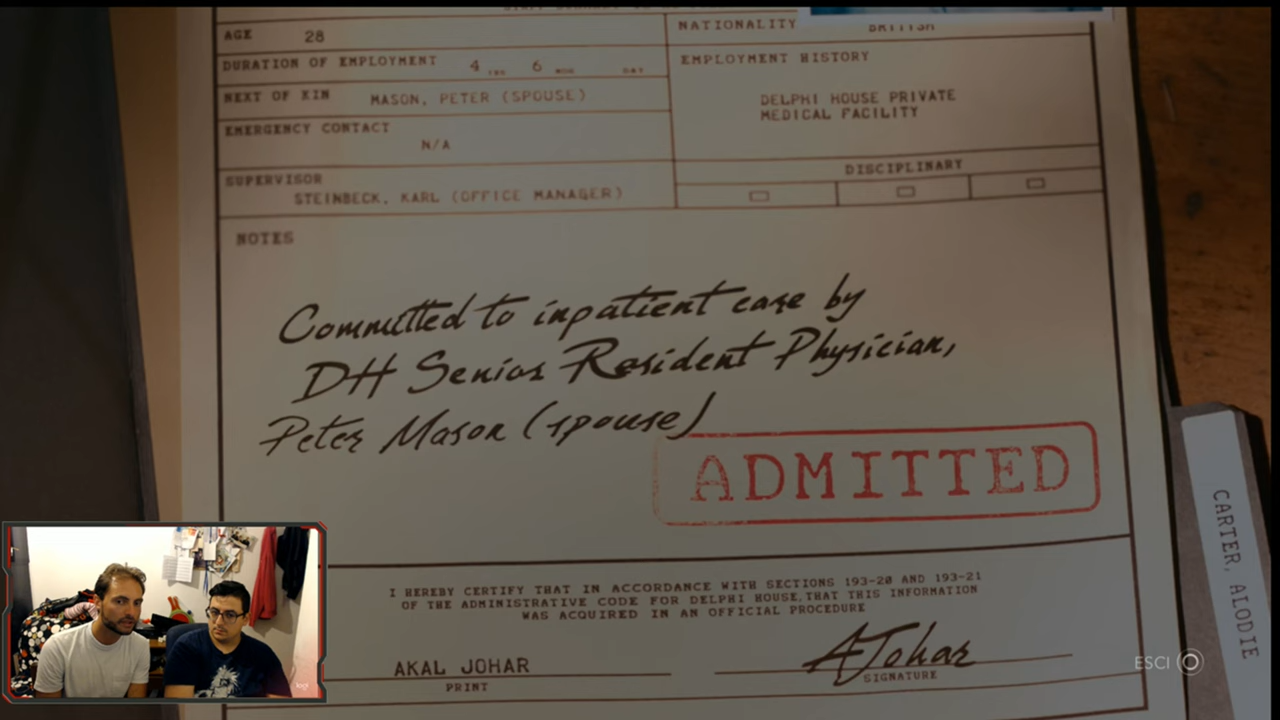 AGE 28
NATIONALITY BRITISH
DURATION OF EMPLOYMENT 4 YRS 6 MOS DAY
EMPLOYMENT HISTORY
NEXT OF KIN MASON, PETER (SPOUSE)
DELPHI HOUSE PRIVATE
MEDICAL FACILITY
EMERGENCY CONTACT
N/A
DISCIPLINARY
SUPERVISOR
STEINBECK, KARL (OFFICE MANAGER)
NOTES
Committed to inpatient care by
DH Senior Resident Physician,
Peter Mason (spouse)
ADMITTED
CARTER, ALODIE
I HEREBY CERTIFY THAT IN ACCORDANCE WITH SECTIONS 193-20 AND 193-21
OF THE ADMINISTRATIVE CODE FOR DELPHI HOUSE, THAT THIS INFORMATION
WAS ACQUIRED IN AN OFFICIAL PROCEDURE
AKAL JOHAR
PRINT
AJohar
SIGNATURE
ESCI
logi